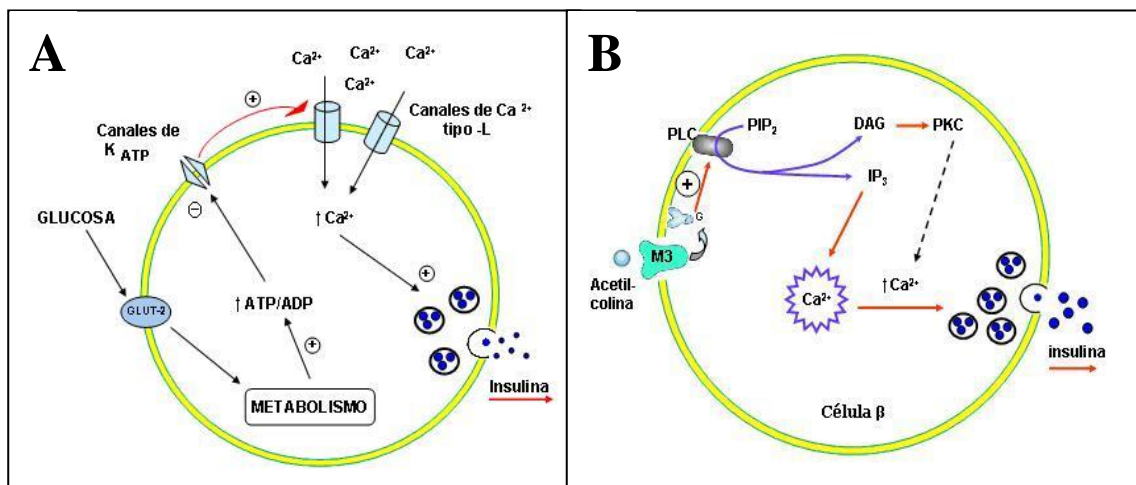 A
Ca²⁺
Ca²⁺
Ca²⁺
Ca²⁺
Canales de Ca ²⁺
tipo -L
Canales de
K ATP
+
−
GLUCOSA
↑Ca²⁺
+
GLUT-2
↑ATP/ADP
+
METABOLISMO
Insulina
B
PLC
PIP₂
DAG
PKC
IP₃
+
G
M3
Acetil-
colina
Ca²⁺
↑Ca²⁺
insulina
Célula β